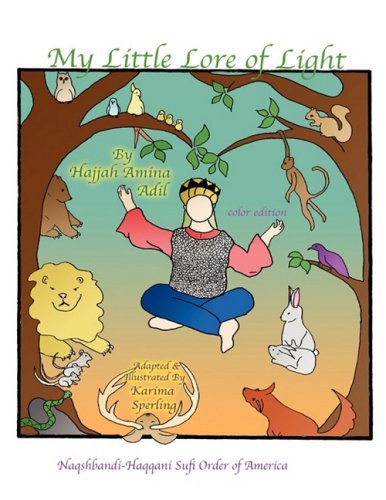 My Little Lore of Light
By
Hajjah Amina
Adil
color edition
Adapted &
Illustrated By
Karima
Sperling
Naqshbandi-Haqqani Sufi Order of America